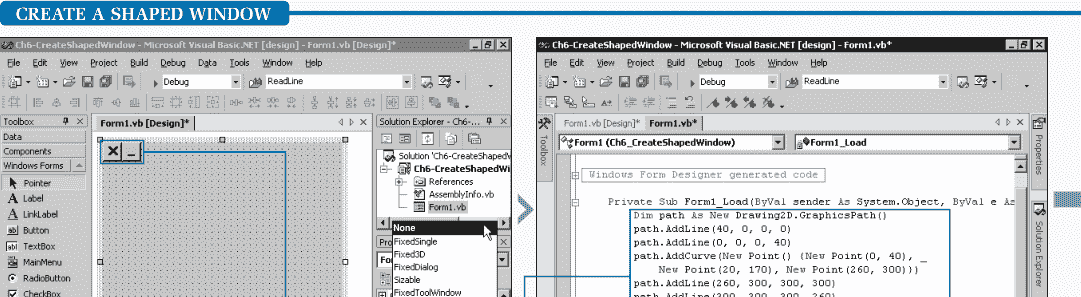 CREATE A SHAPED WINDOW
Ch6-CreateShapedWindow - Microsoft Visual Basic.NET [design] - Form1.vb [Design]*
File Edit View Project Build Debug Data Tools Window Help
Debug ReadLine
Toolbox
Data
Components
Windows Forms
Pointer
Label
LinkLabel
Button
TextBox
MainMenu
RadioButton
CheckBox
Form1.vb [Design]*
Solution Explorer - Ch6-...
Solution 'Ch6-CreateShapedW
Ch6-CreateShapedWi
References
AssemblyInfo.vb
Form1.vb
None
FixedSingle
Fixed3D
FixedDialog
Sizable
FixedToolWindow
Ch6-CreateShapedWindow - Microsoft Visual Basic.NET [design] - Form1.vb*
File Edit View Project Build Debug Tools Window Help
Debug ReadLine
Toolbox
Form1.vb [Design]* Form1.vb*
Form1 (Ch6_CreateShapedWindow) Form1_Load
Windows Form Designer generated code
Private Sub Form1_Load(ByVal sender As System.Object, ByVal e As
Dim path As New Drawing2D.GraphicsPath()
path.AddLine(40, 0, 0, 0)
path.AddLine(0, 0, 0, 40)
path.AddCurve(New Point() {New Point(0, 40), _
New Point(20, 170), New Point(260, 300)})
path.AddLine(260, 300, 300, 300)
path.AddLine(300, 300, 300, 260)
Properties
Solution Explorer